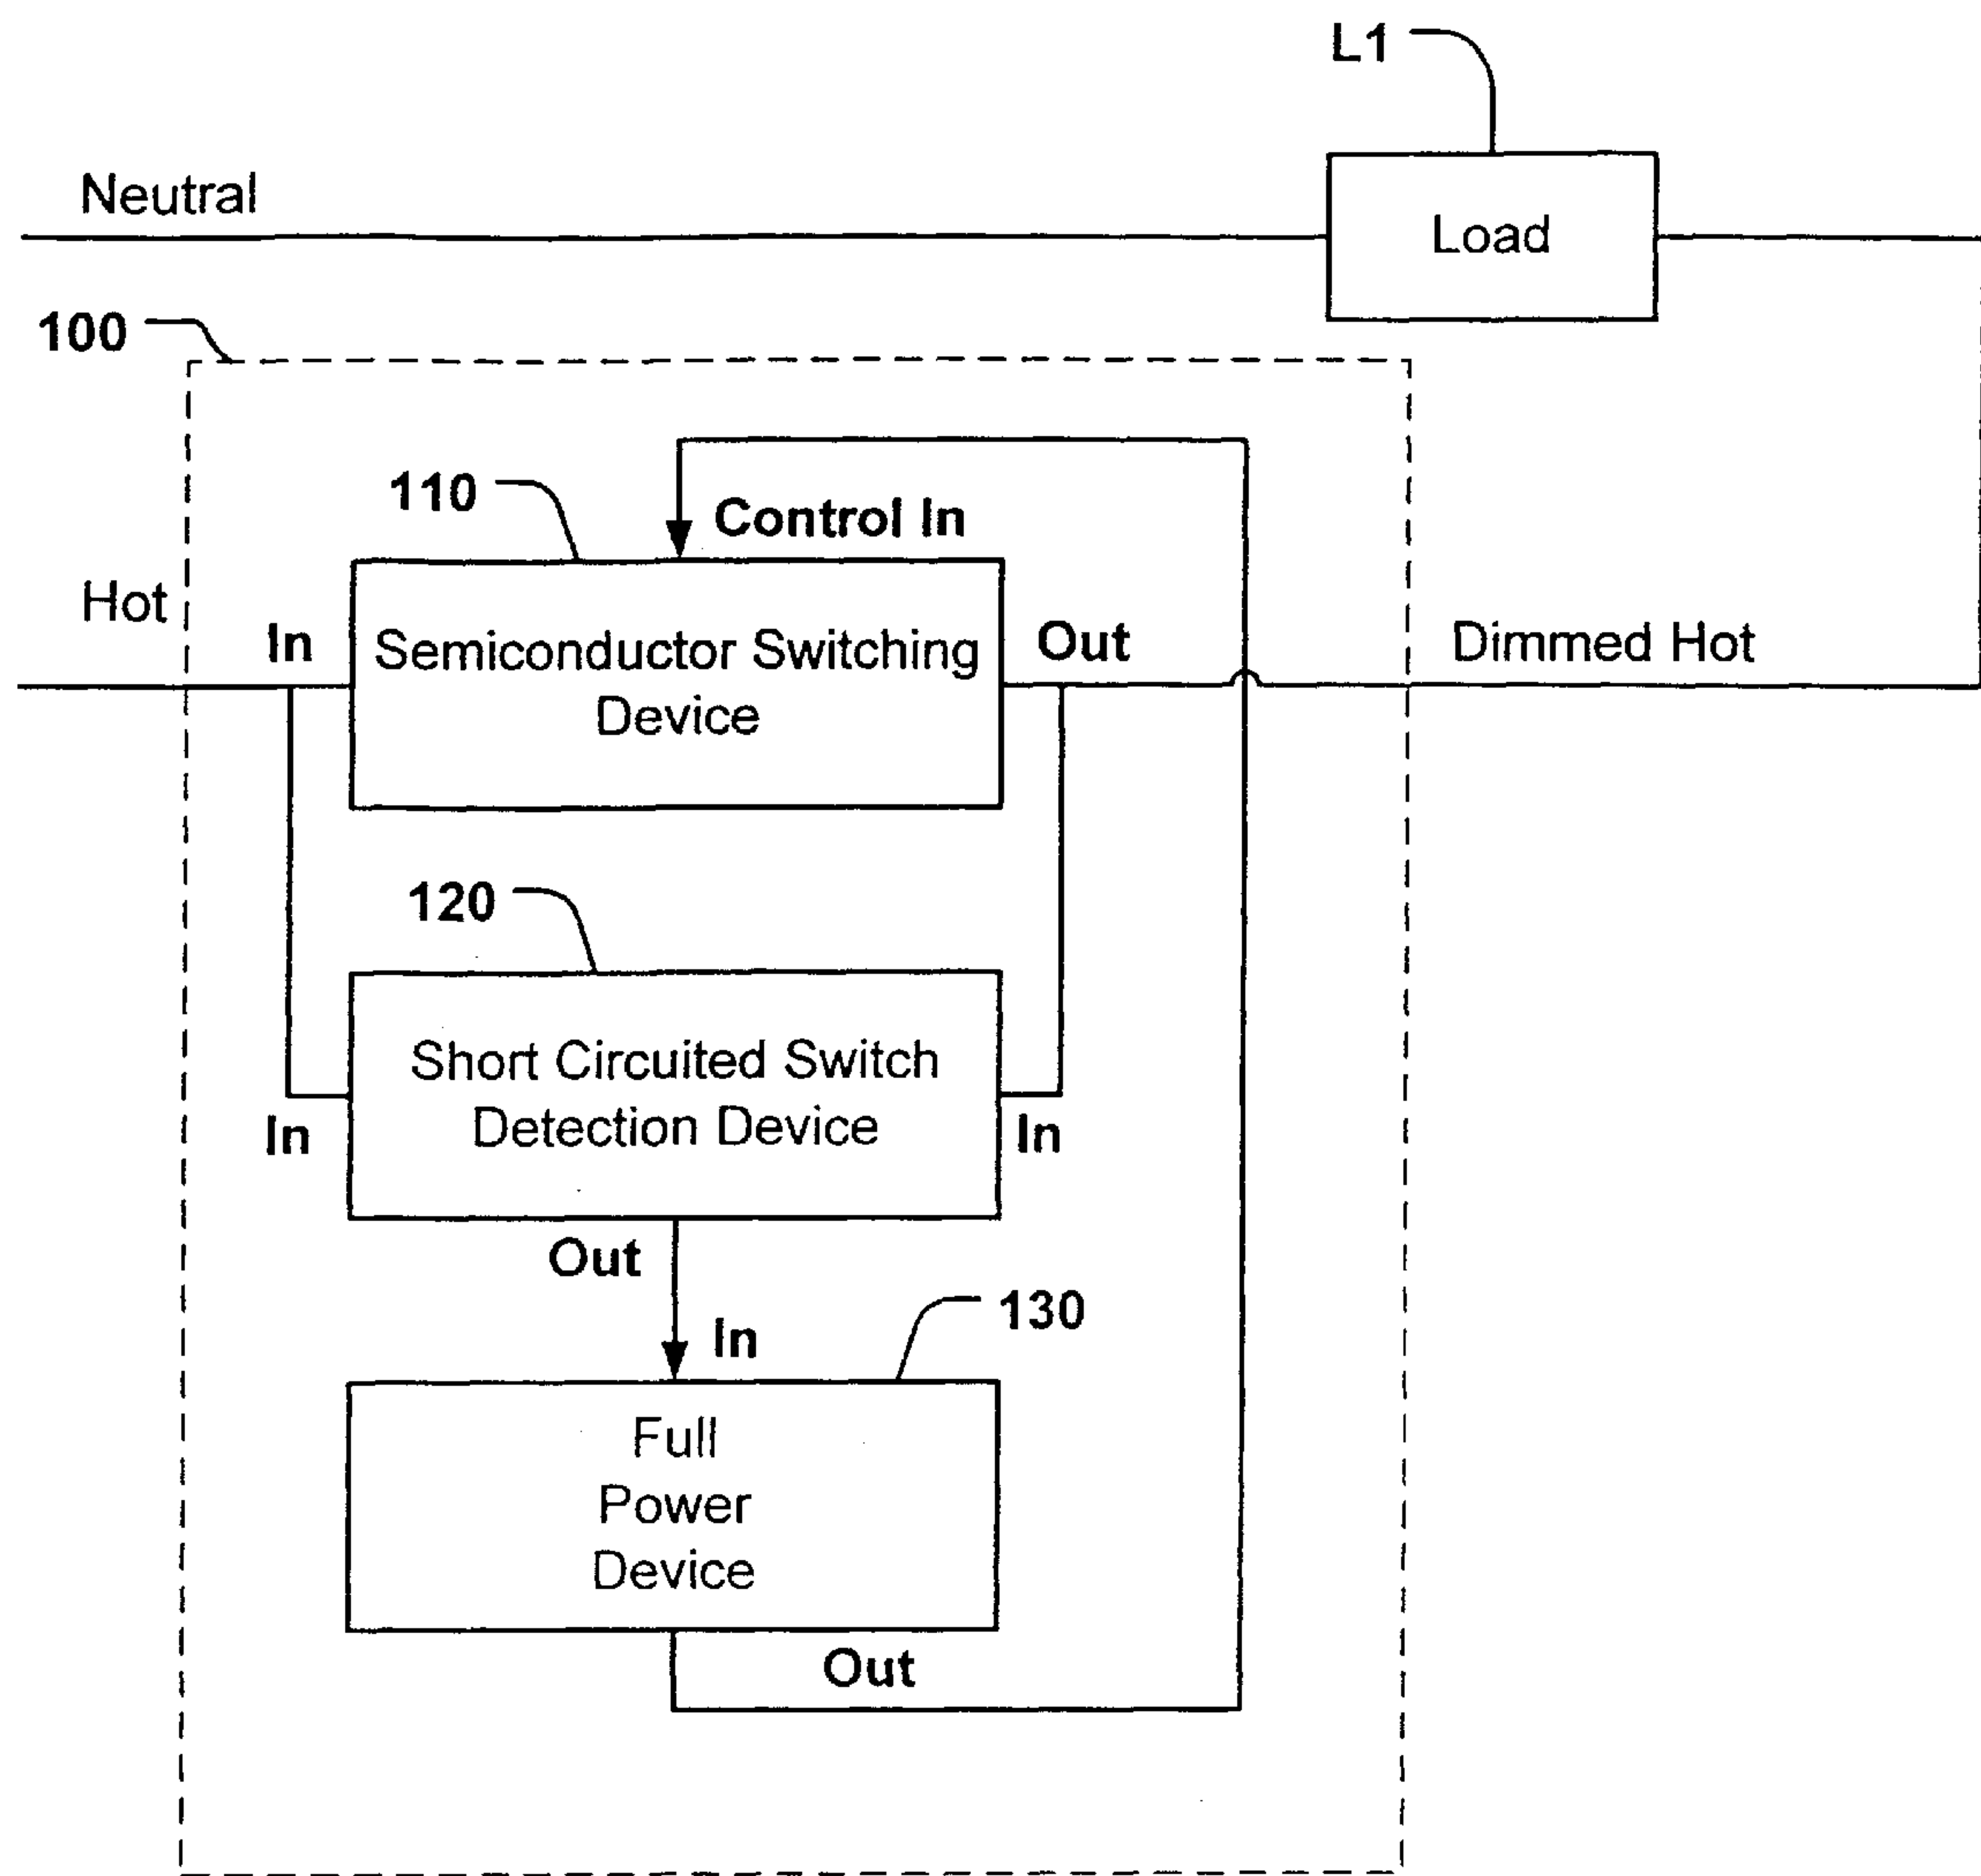 L1
Neutral
Load
100
110
Control In
Hot
In
Semiconductor Switching
Device
Out
Dimmed Hot
120
Short Circuited Switch
Detection Device
In
In
Out
In
130
Full
Power
Device
Out